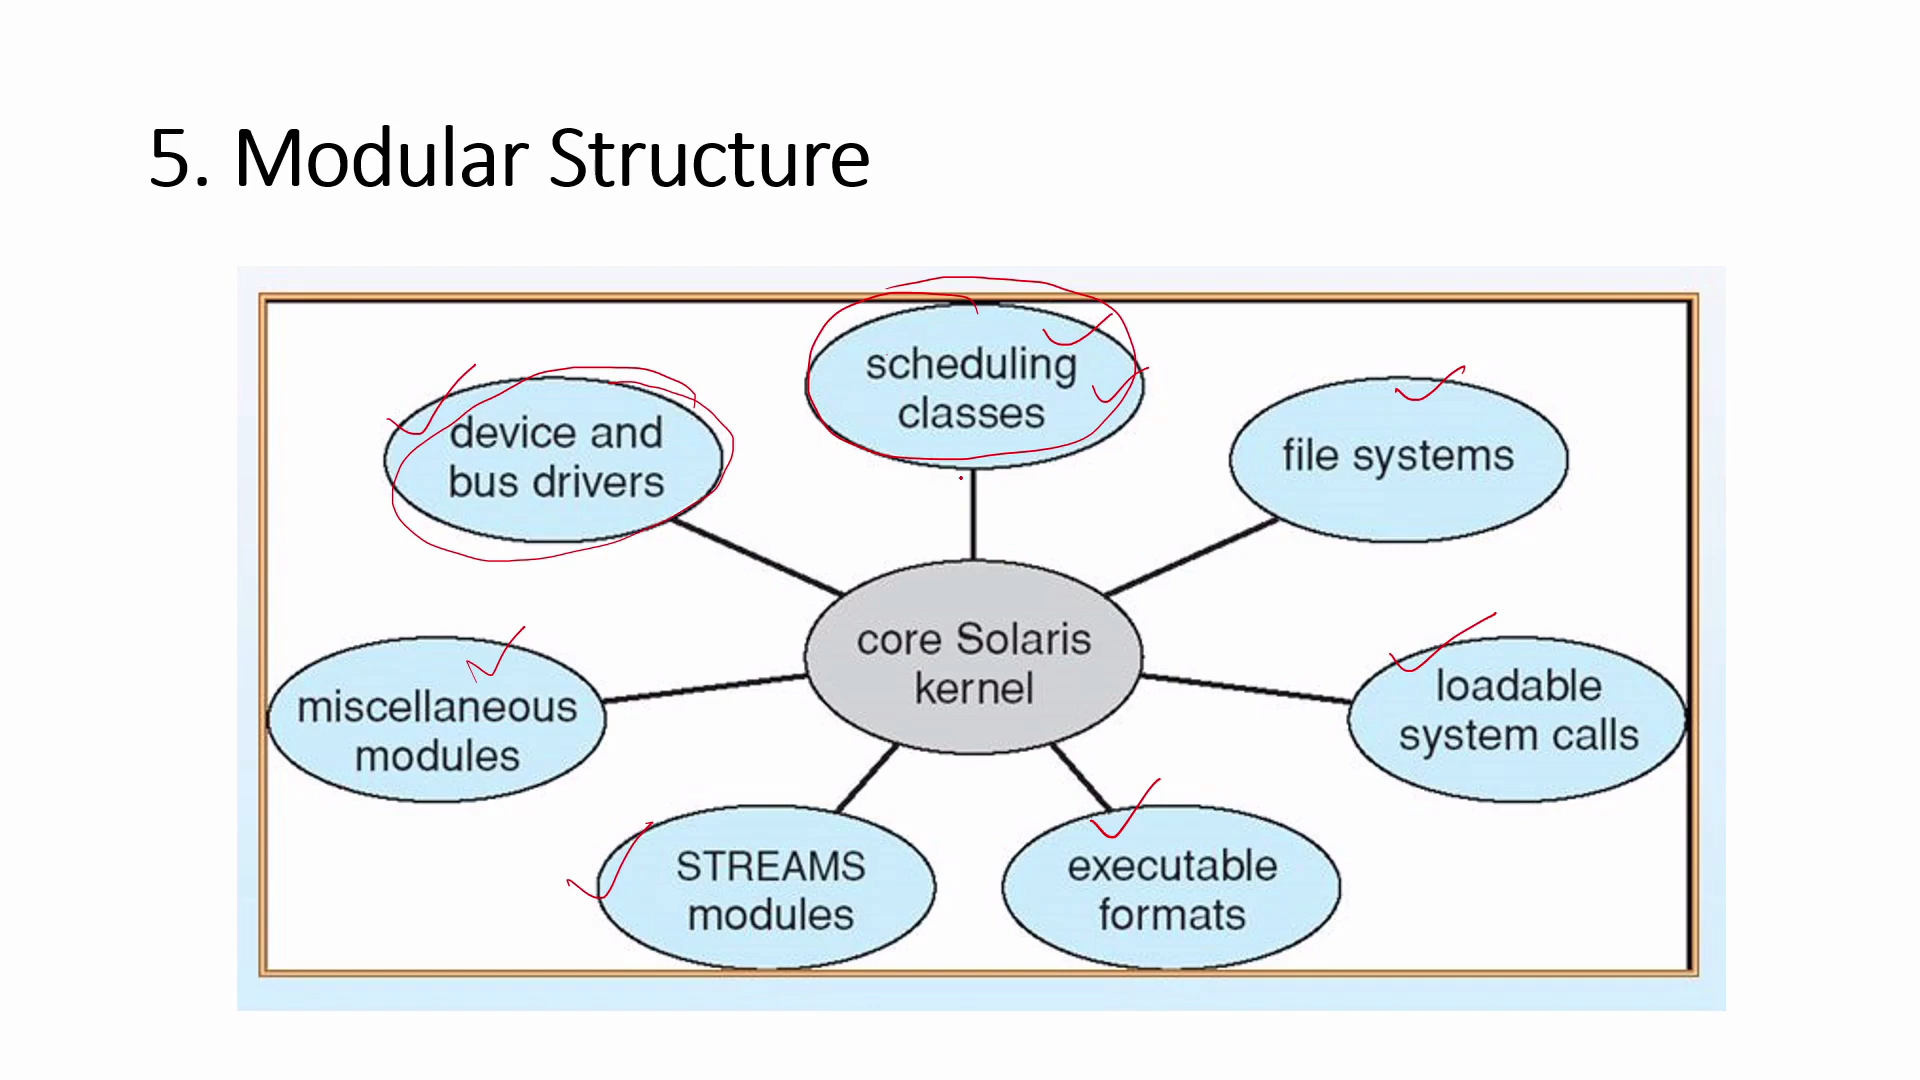 5. Modular Structure
scheduling
classes
device and
bus drivers
file systems
core Solaris
kernel
miscellaneous
modules
loadable
system calls
STREAMS
modules
executable
formats